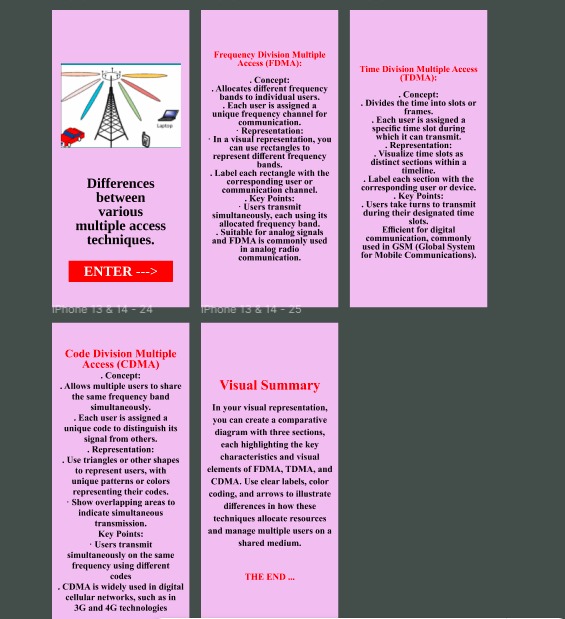 Laptop
Differences
between
various
multiple access
techniques.
ENTER --->
Frequency Division Multiple
Access (FDMA):
. Concept:
. Allocates different frequency
bands to individual users.
. Each user is assigned a
unique frequency channel for
communication.
· Representation:
· In a visual representation, you
can use rectangles to
represent different frequency
bands.
. Label each rectangle with the
corresponding user or
communication channel.
. Key Points:
· Users transmit
simultaneously, each using its
allocated frequency band.
. Suitable for analog signals
and FDMA is commonly used
in analog radio
communication.
Time Division Multiple Access
(TDMA):
. Concept:
. Divides the time into slots or
frames.
. Each user is assigned a
specific time slot during
which it can transmit.
. Representation:
. Visualize time slots as
distinct sections within a
timeline.
. Label each section with the
corresponding user or device.
. Key Points:
. Users take turns to transmit
during their designated time
slots.
Efficient for digital
communication, commonly
used in GSM (Global System
for Mobile Communications).
iPhone 13 & 14 - 24
iPhone 13 & 14 - 25
Code Division Multiple
Access (CDMA)
. Concept:
. Allows multiple users to share
the same frequency band
simultaneously.
. Each user is assigned a
unique code to distinguish its
signal from others.
. Representation:
. Use triangles or other shapes
to represent users, with
unique patterns or colors
representing their codes.
· Show overlapping areas to
indicate simultaneous
transmission.
Key Points:
· Users transmit
simultaneously on the same
frequency using different
codes
. CDMA is widely used in digital
cellular networks, such as in
3G and 4G technologies
Visual Summary
In your visual representation,
you can create a comparative
diagram with three sections,
each highlighting the key
characteristics and visual
elements of FDMA, TDMA, and
CDMA. Use clear labels, color
coding, and arrows to illustrate
differences in how these
techniques allocate resources
and manage multiple users on a
shared medium.
THE END ...